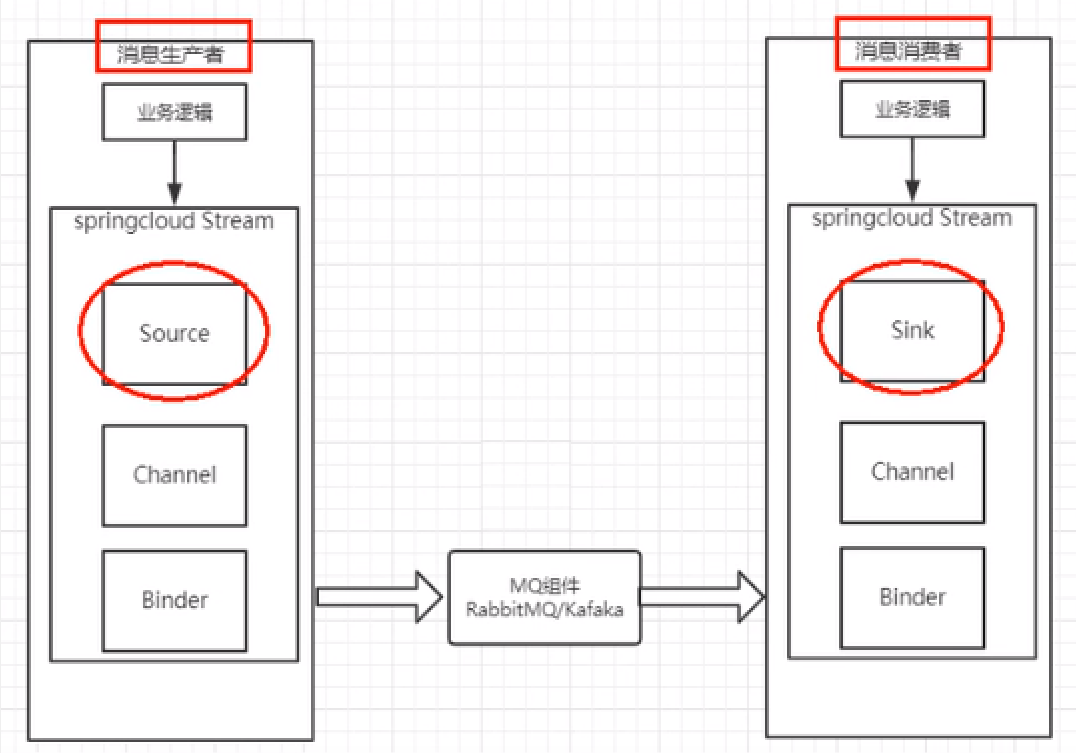 消息生产者
业务逻辑
springcloud Stream
Source
Channel
Binder
MQ组件
RabbitMQ/Kafaka
消息消费者
业务逻辑
springcloud Stream
Sink
Channel
Binder